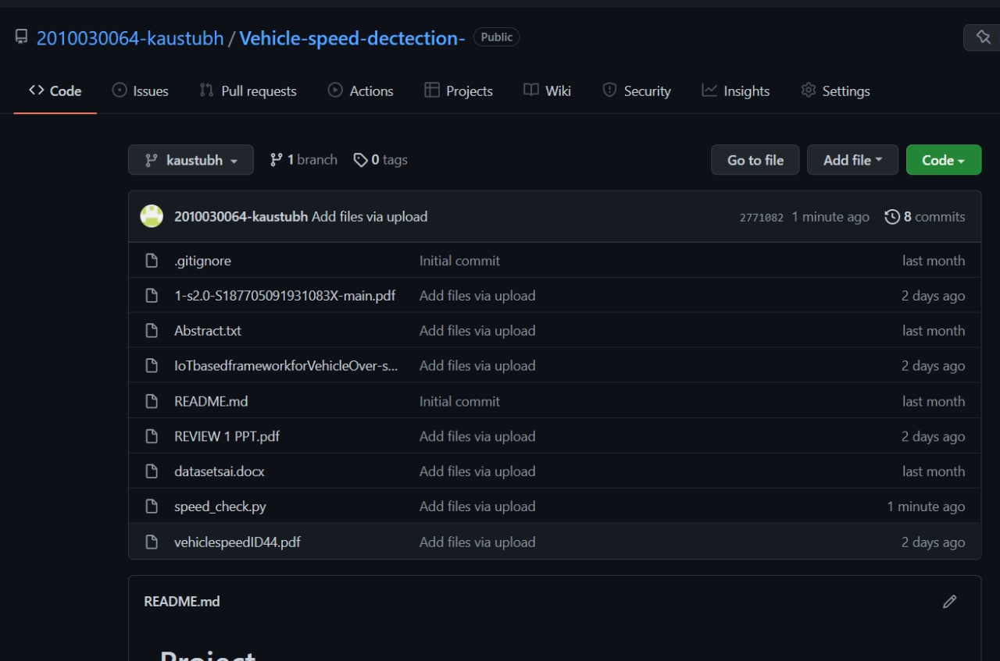 2010030064-kaustubh / Vehicle-speed-dectection- Public
Code Issues Pull requests Actions Projects Wiki Security Insights Settings
kaustubh 1 branch 0 tags Go to file Add file Code
2010030064-kaustubh Add files via upload 2771082 1 minute ago 8 commits
.gitignore Initial commit last month
1-s2.0-S187705091931083X-main.pdf Add files via upload 2 days ago
Abstract.txt Add files via upload last month
IoTbasedframeworkforVehicleOver-s... Add files via upload 2 days ago
README.md Initial commit last month
REVIEW 1 PPT.pdf Add files via upload 2 days ago
datasetsai.docx Add files via upload last month
speed_check.py Add files via upload 1 minute ago
vehiclespeedID44.pdf Add files via upload 2 days ago
README.md
Project